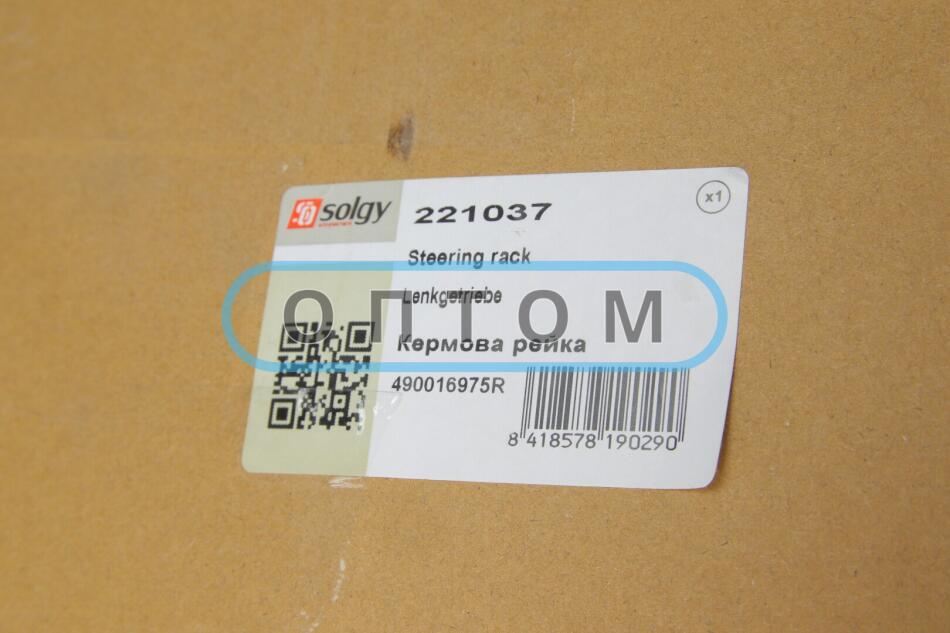 solgy
221037
x1
Steering rack
Lenkgetriebe
ОПТОМ
Кермова рейка
490016975R
8 418578 190290